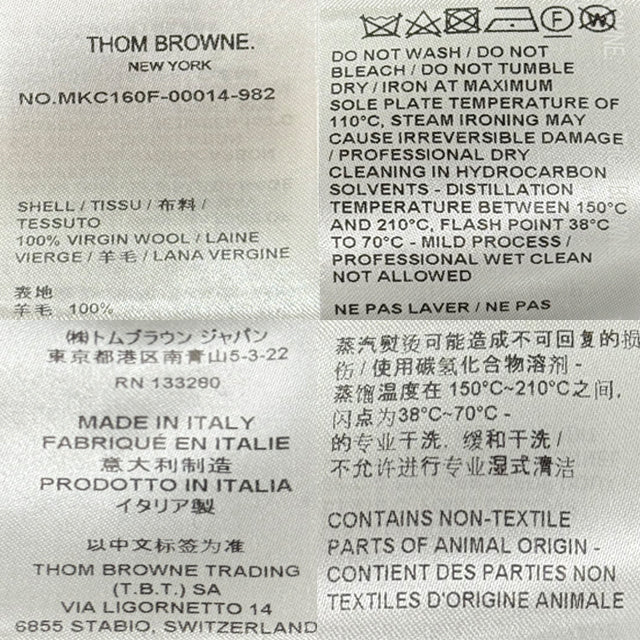 THOM BROWNE.
NEW YORK
NO.MKC160F-00014-982
SHELL / TISSU / 布料 /
TESSUTO
100% VIRGIN WOOL / LAINE
VIERGE / 羊毛 / LANA VERGINE
表地
羊毛 100%
DO NOT WASH / DO NOT
BLEACH / DO NOT TUMBLE
DRY / IRON AT MAXIMUM
SOLE PLATE TEMPERATURE OF
110°C, STEAM IRONING MAY
CAUSE IRREVERSIBLE DAMAGE
/ PROFESSIONAL DRY
CLEANING IN HYDROCARBON
SOLVENTS - DISTILLATION
TEMPERATURE BETWEEN 150°C
AND 210°C, FLASH POINT 38°C
TO 70°C - MILD PROCESS /
PROFESSIONAL WET CLEAN
NOT ALLOWED
NE PAS LAVER / NE PAS
㈱トムブラウン ジャパン
東京都港区南青山5-3-22
RN 133280
MADE IN ITALY
FABRIQUÉ EN ITALIE
意大利制造
PRODOTTO IN ITALIA
イタリア製
以中文标签为准
THOM BROWNE TRADING
(T.B.T.) SA
VIA LIGORNETTO 14
6855 STABIO, SWITZERLAND
蒸汽熨烫可能造成不可回复的损
伤 / 使用碳氢化合物溶剂 -
蒸馏温度在 150°C~210°C之间,
闪点为38°C~70°C -
的专业干洗, 缓和干洗 /
不允许进行专业湿式清洁
CONTAINS NON-TEXTILE
PARTS OF ANIMAL ORIGIN -
CONTIENT DES PARTIES NON
TEXTILES D'ORIGINE ANIMALE